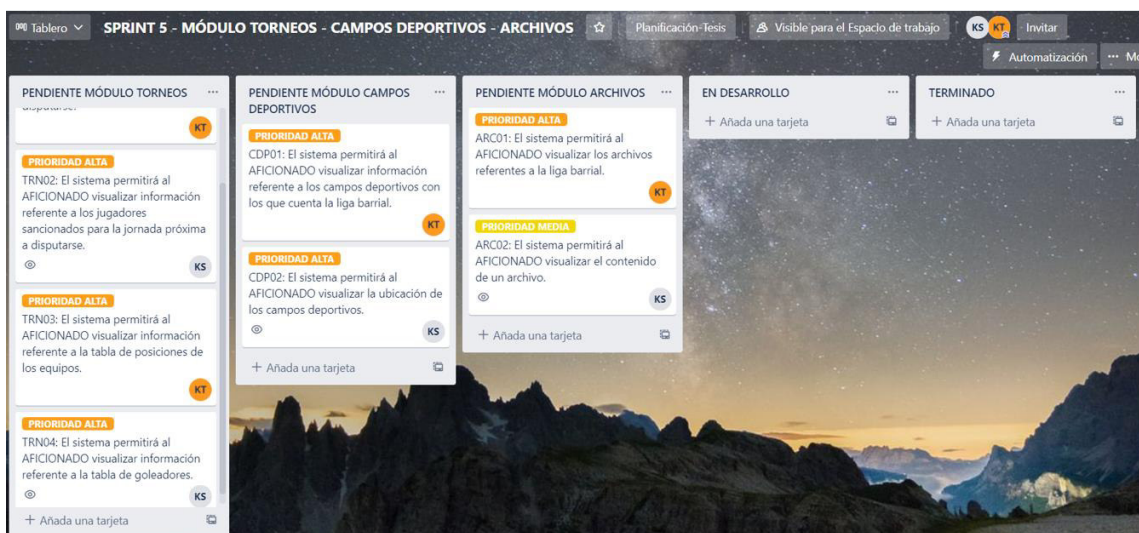 Tablero
SPRINT 5 - MÓDULO TORNEOS - CAMPOS DEPORTIVOS - ARCHIVOS
Planificación-Tesis
Visible para el Espacio de trabajo
KS
KT
Invitar
Automatización
··· Mo
PENDIENTE MÓDULO TORNEOS ···
disputarse.
KT
PRIORIDAD ALTA
TRN02: El sistema permitirá al
AFICIONADO visualizar información
referente a los jugadores
sancionados para la jornada próxima
a disputarse.
KS
PRIORIDAD ALTA
TRN03: El sistema permitirá al
AFICIONADO visualizar información
referente a la tabla de posiciones de
los equipos.
KT
PRIORIDAD ALTA
TRN04: El sistema permitirá al
AFICIONADO visualizar información
referente a la tabla de goleadores.
KS
+ Añada una tarjeta
PENDIENTE MÓDULO CAMPOS ···
DEPORTIVOS
PRIORIDAD ALTA
CDP01: El sistema permitirá al
AFICIONADO visualizar información
referente a los campos deportivos con
los que cuenta la liga barrial.
KT
PRIORIDAD ALTA
CDP02: El sistema permitirá al
AFICIONADO visualizar la ubicación de
los campos deportivos.
KS
+ Añada una tarjeta
PENDIENTE MÓDULO ARCHIVOS ···
PRIORIDAD ALTA
ARC01: El sistema permitirá al
AFICIONADO visualizar los archivos
referentes a la liga barrial.
KT
PRIORIDAD MEDIA
ARC02: El sistema permitirá al
AFICIONADO visualizar el contenido
de un archivo.
KS
+ Añada una tarjeta
EN DESARROLLO ···
+ Añada una tarjeta
TERMINADO ···
+ Añada una tarjeta